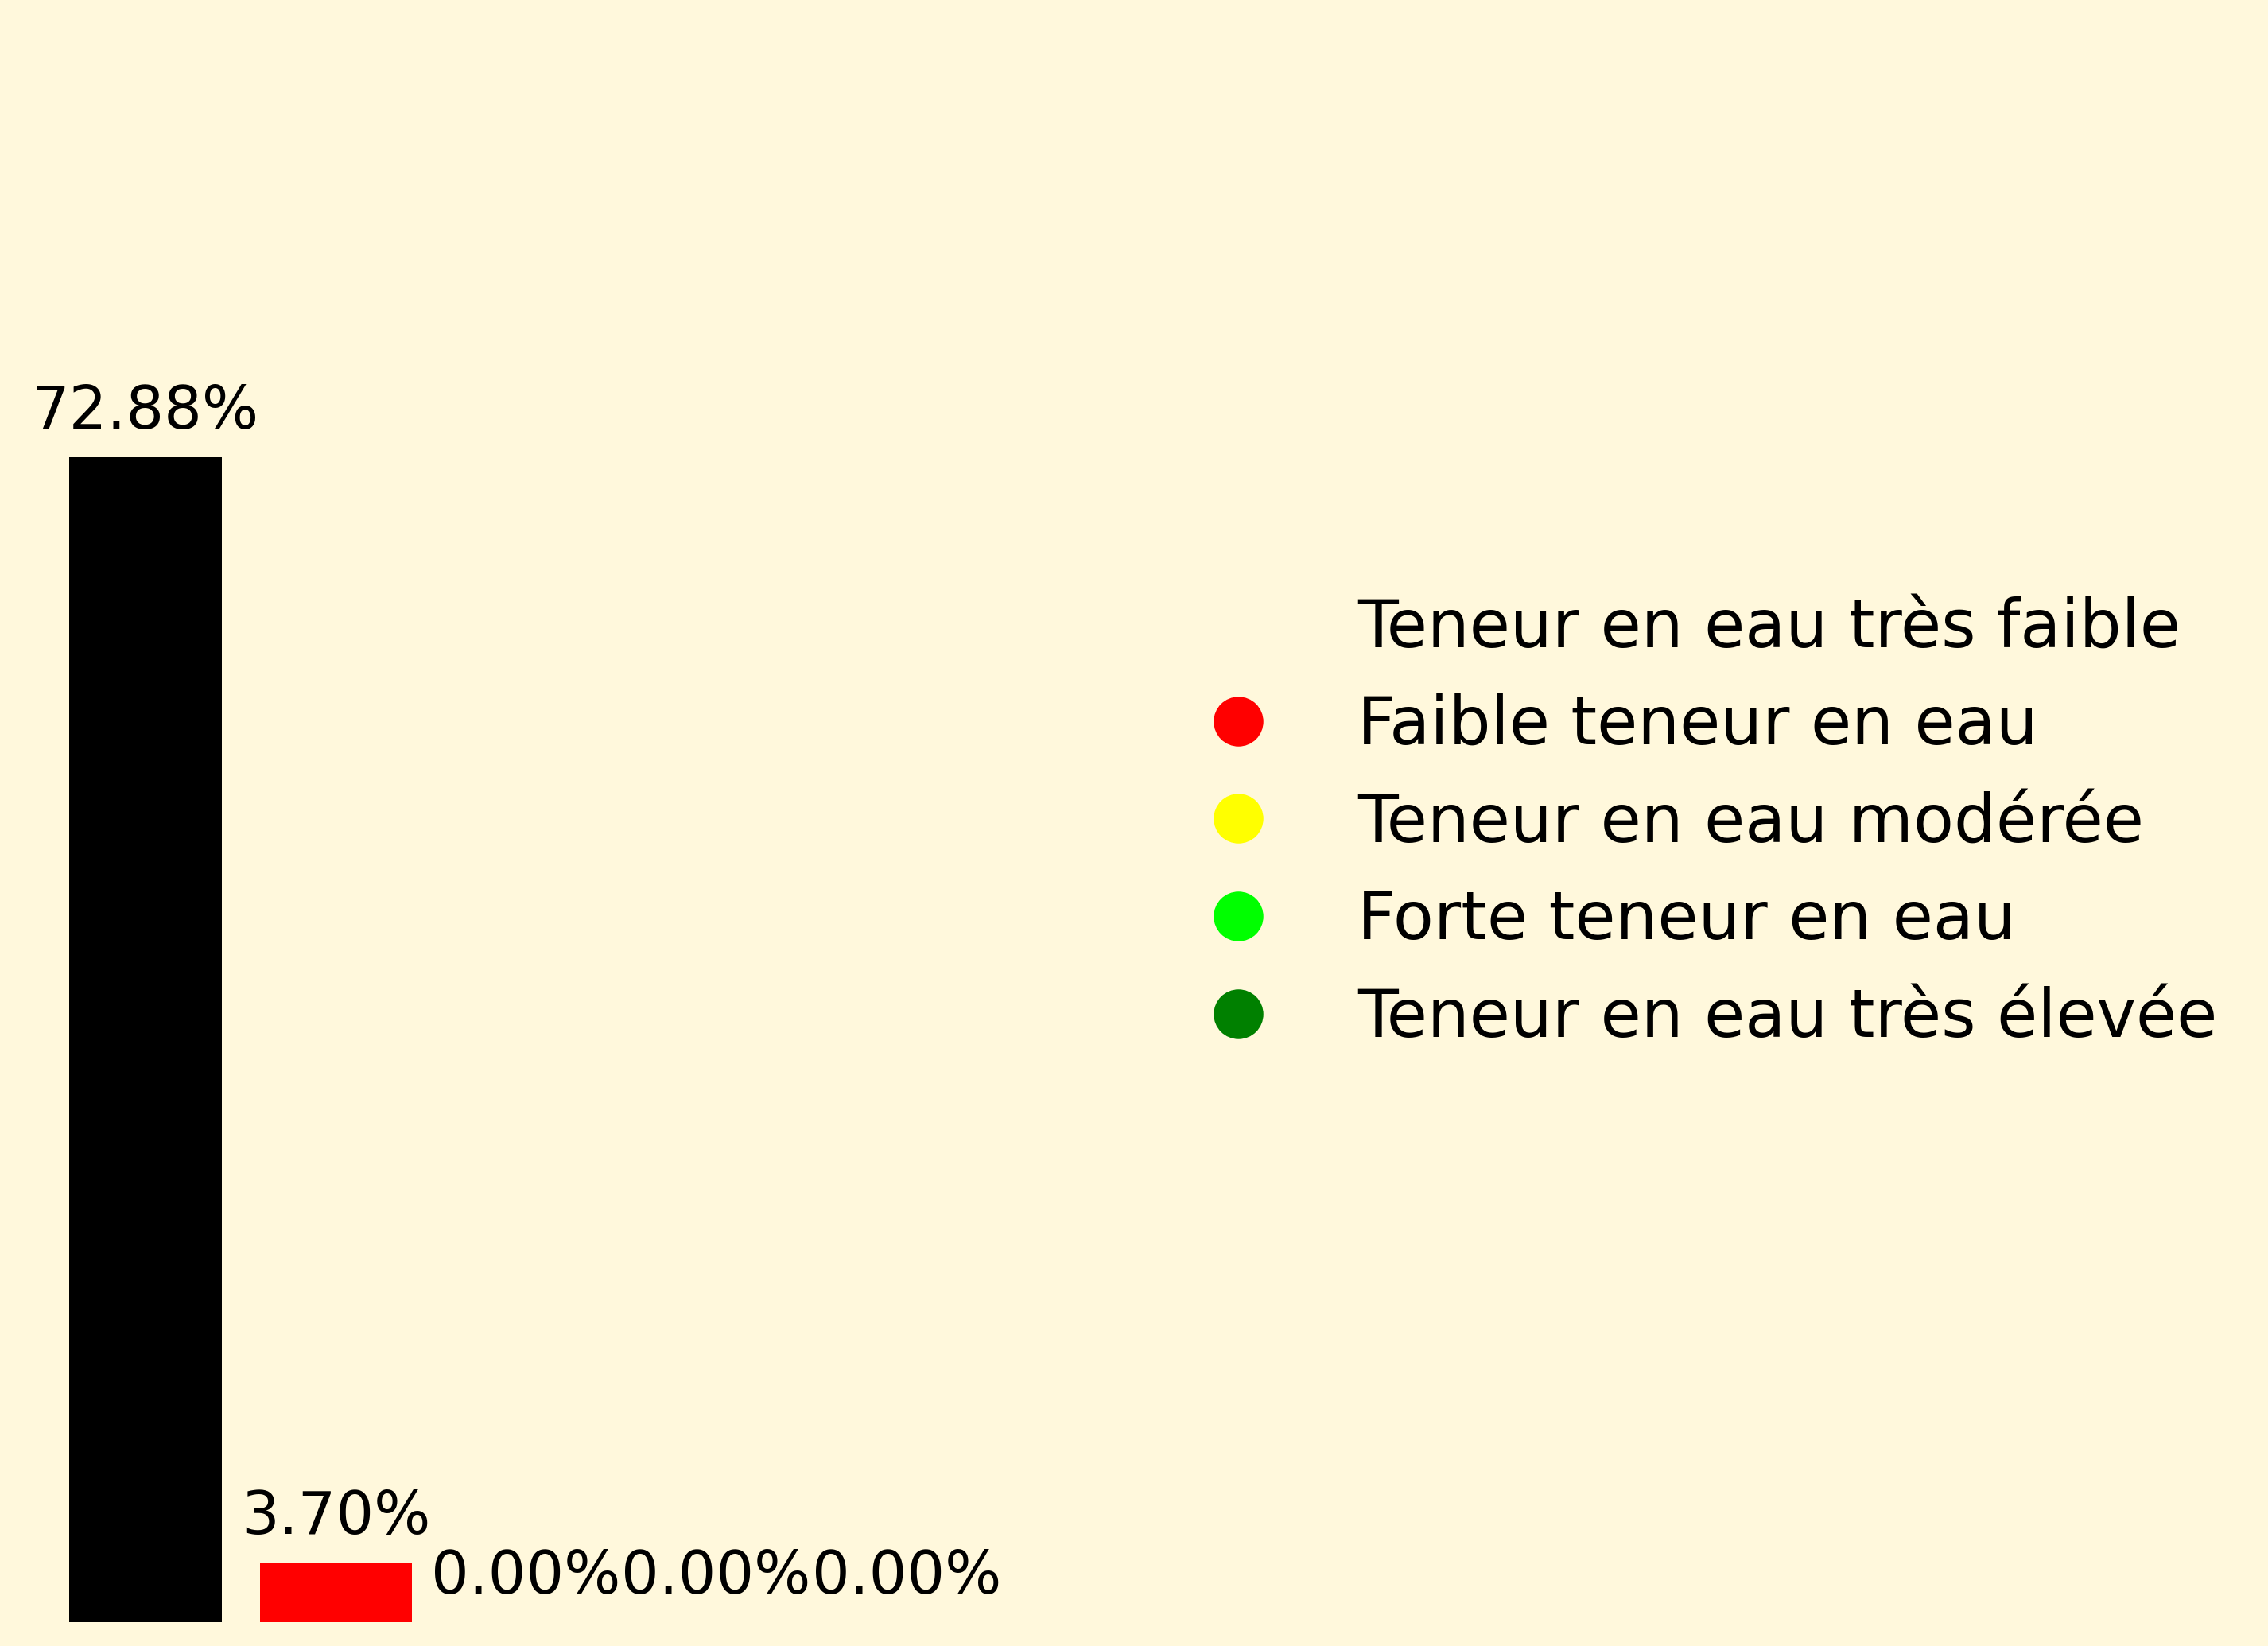 72.88%
Teneur en eau très faible
Faible teneur en eau
Teneur en eau modérée
Forte teneur en eau
Teneur en eau très élevée
3.70%
0.00%0.00%0.00%